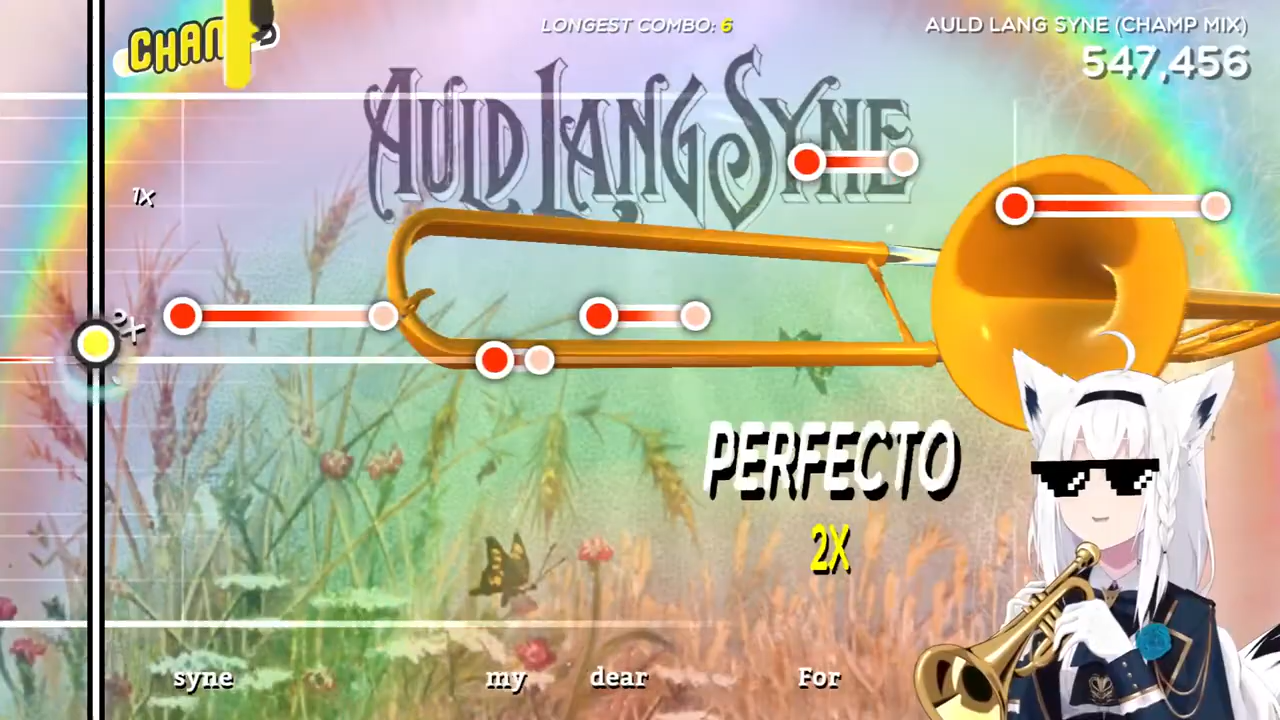 CHAM
LONGEST COMBO: 6
AULD LANG SYNE (CHAMP MIX)
547,456
AULD LANG SYNE
1X
2X
PERFECTO
2X
syne my dear For